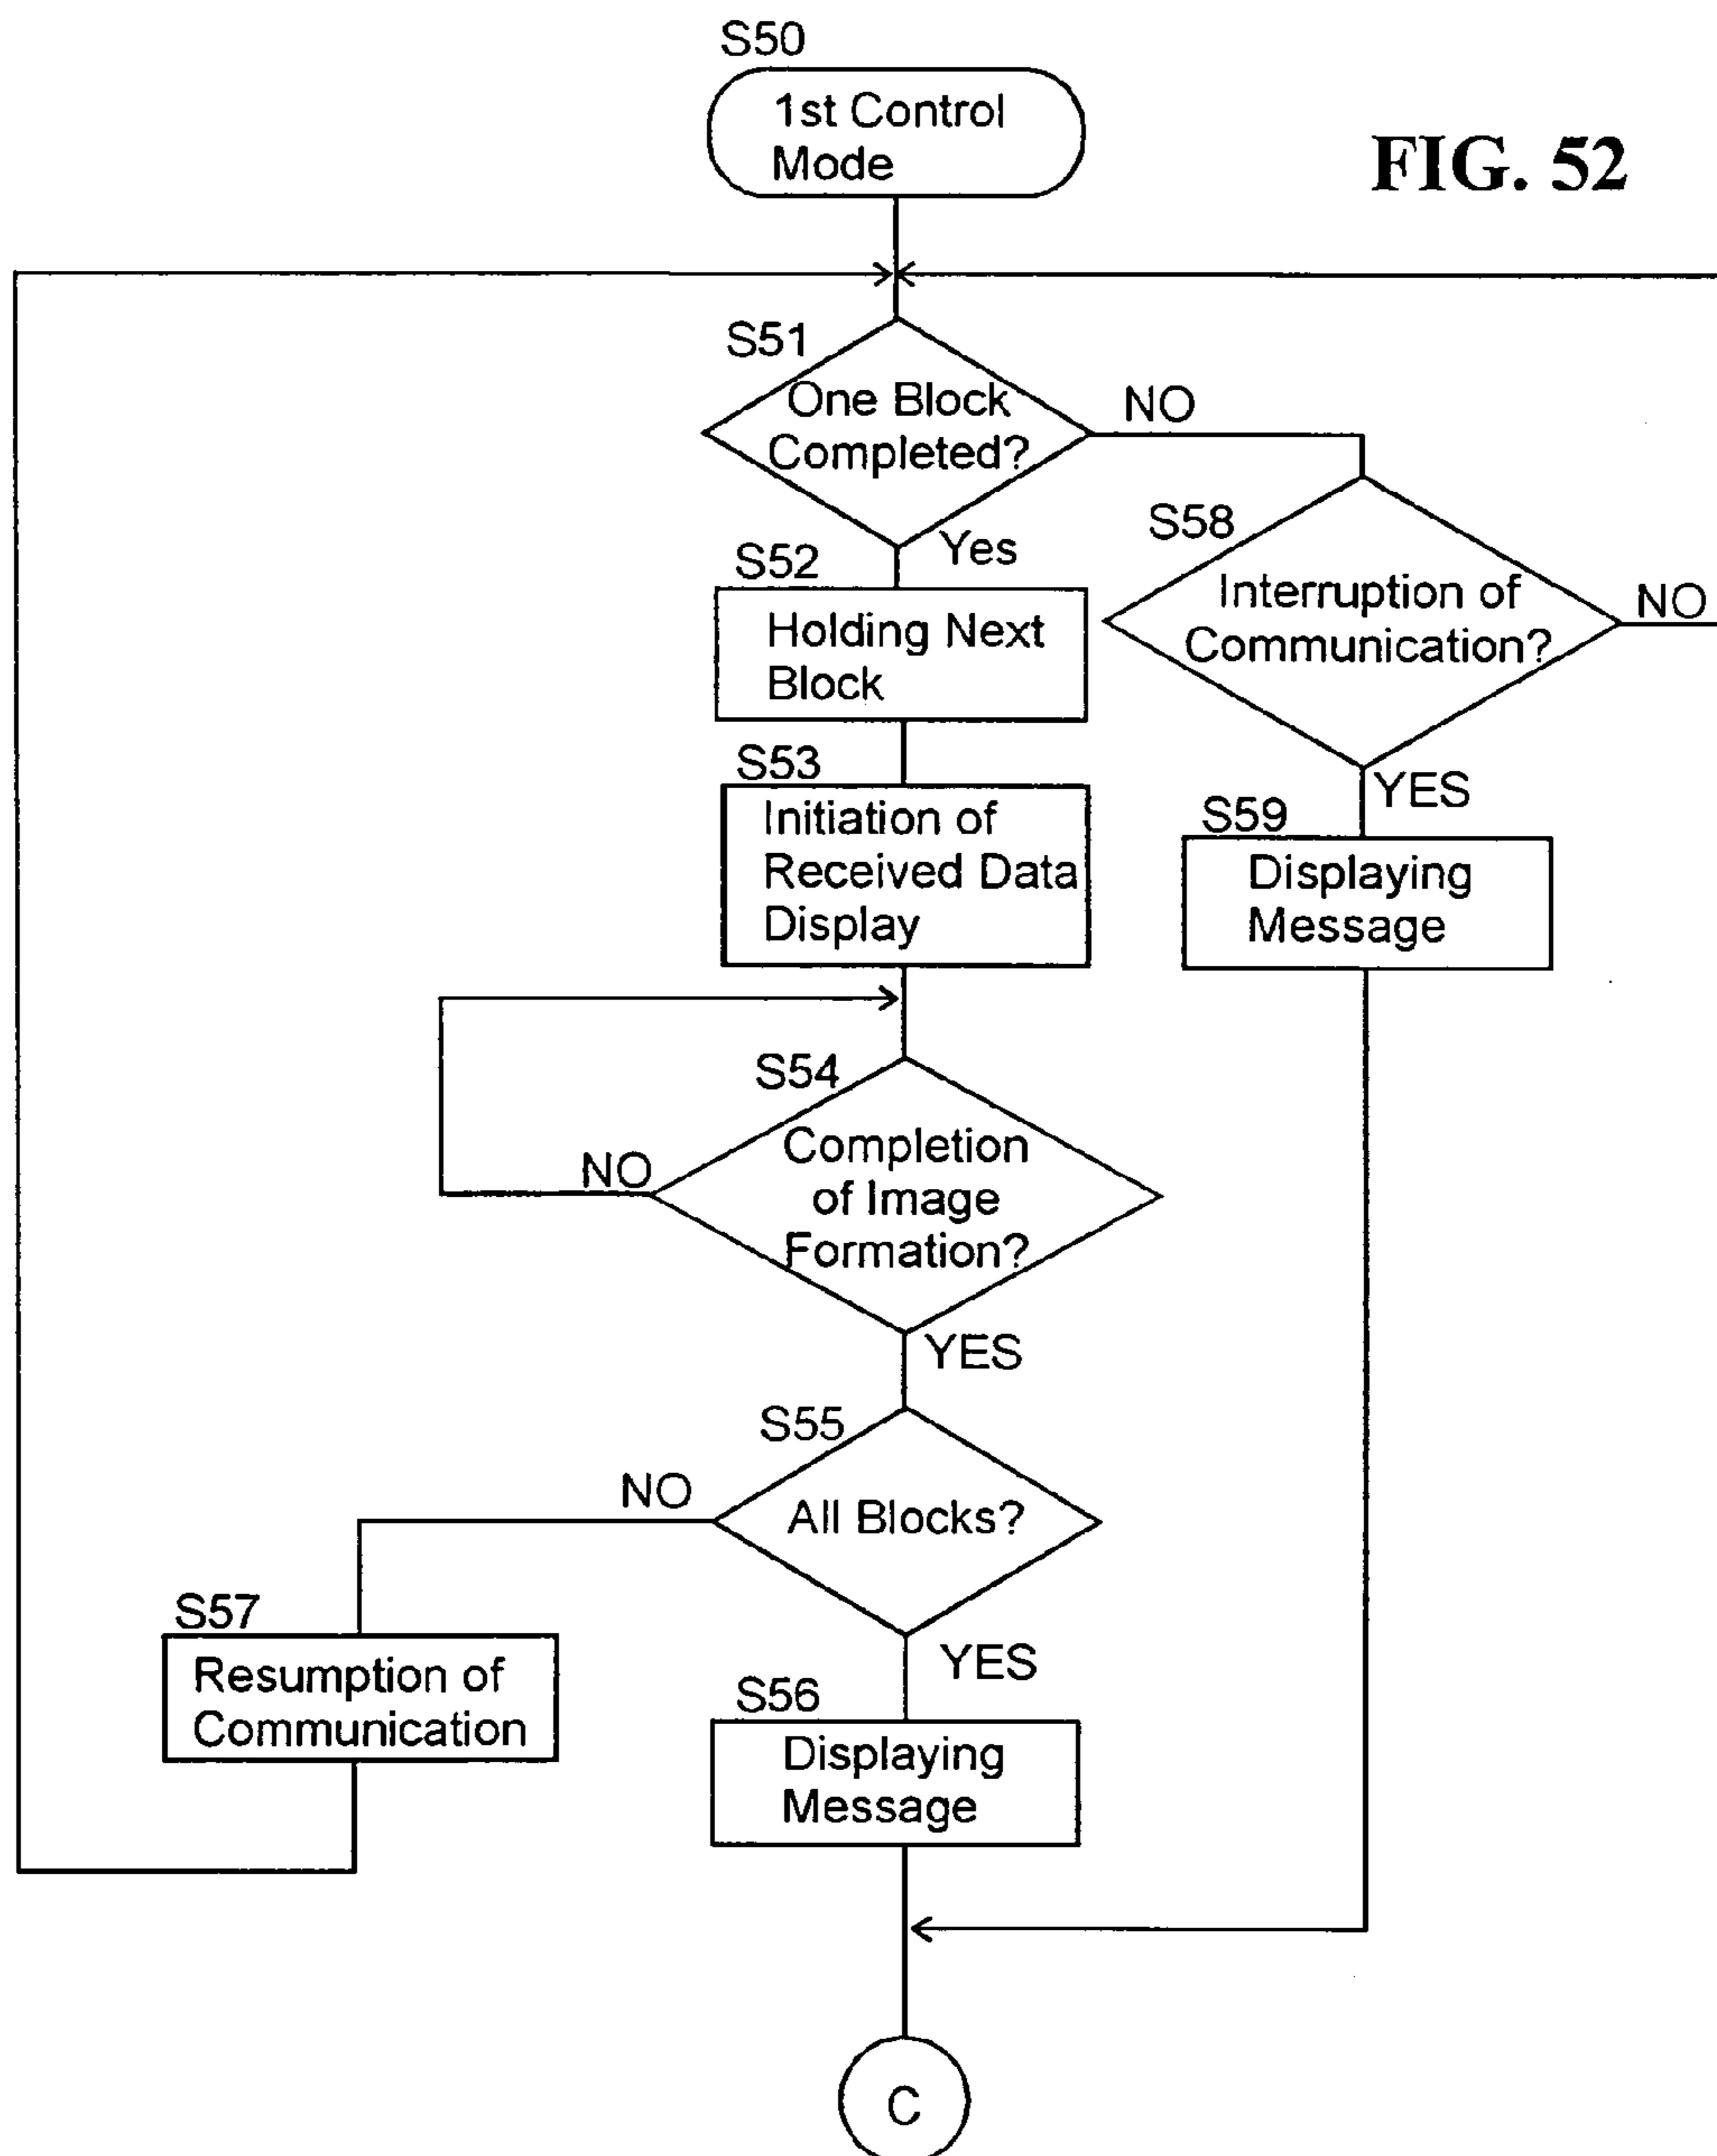 S50
1st Control
Mode
FIG. 52
S51
One Block
Completed?
NO
Yes
S58
Interruption of
Communication?
NO
YES
S52
Holding Next
Block
S53
Initiation of
Received Data
Display
S59
Displaying
Message
S54
Completion
of Image
Formation?
NO
YES
S55
All Blocks?
NO
YES
S57
Resumption of
Communication
S56
Displaying
Message
C